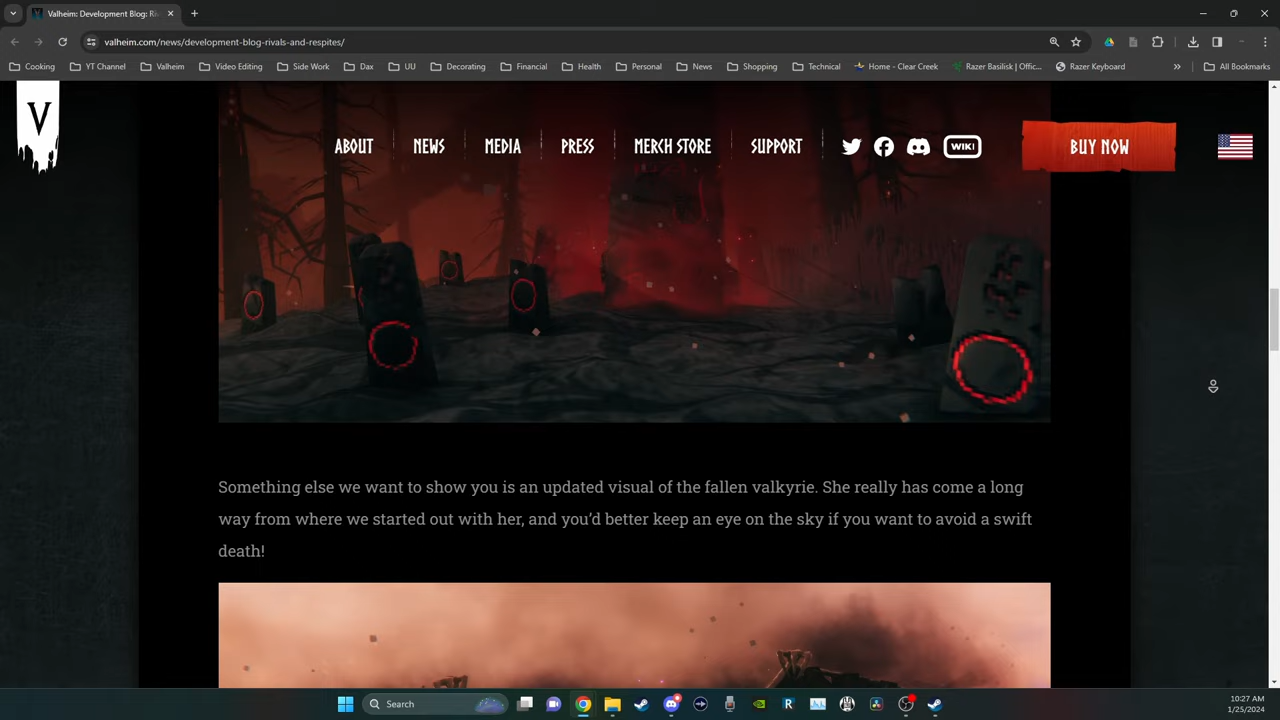 Valheim: Development Blog: Ri
valheim.com/news/development-blog-rivals-and-respites/
Cooking YT Channel Valheim Video Editing Side Work Dax UU Decorating Financial Health Personal News Shopping Technical Home - Clear Creek Razer Basilisk | Offic... Razer Keyboard » All Bookmarks
V ABOUT NEWS MEDIA PRESS MERCH STORE SUPPORT WIKI BUY NOW
Something else we want to show you is an updated visual of the fallen valkyrie. She really has come a long
way from where we started out with her, and you’d better keep an eye on the sky if you want to avoid a swift
death!
Search
10:27 AM
1/25/2024